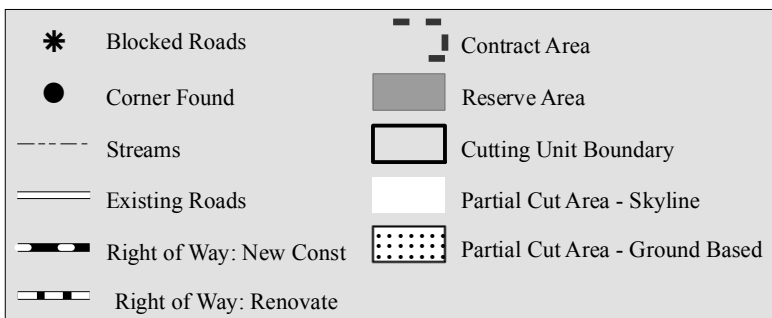 Blocked Roads
Corner Found
Streams
Existing Roads
Right of Way: New Const
Right of Way: Renovate
Contract Area
Reserve Area
Cutting Unit Boundary
Partial Cut Area - Skyline
Partial Cut Area - Ground Based